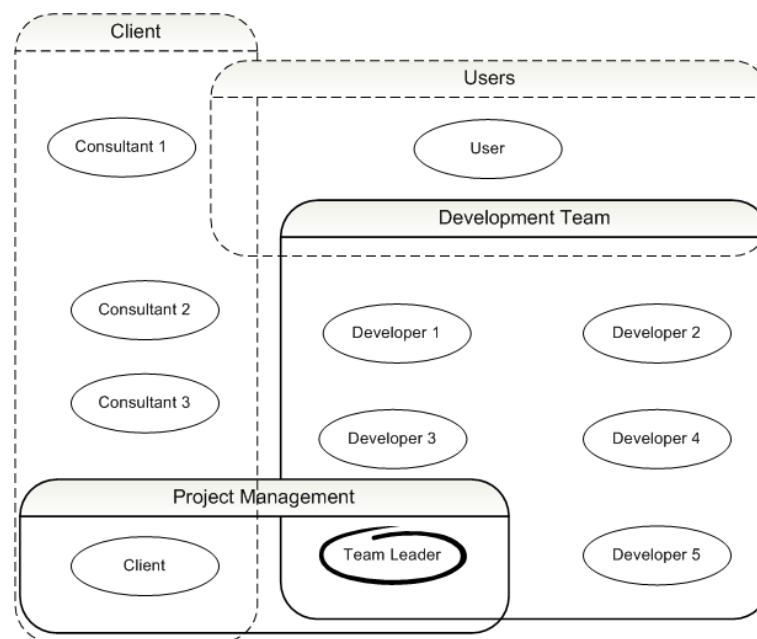 Client
Users
Consultant 1
User
Development Team
Consultant 2
Developer 1
Developer 2
Consultant 3
Developer 3
Developer 4
Project Management
Client
Team Leader
Developer 5